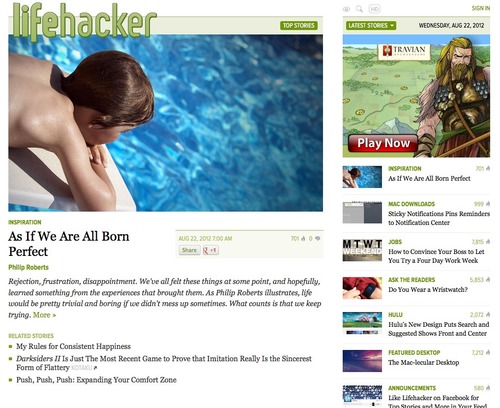 lifehacker
TOP STORIES
INSPIRATION
As If We Are All Born
Perfect
AUG 22, 2012 7:00 AM
701
0
Share
+1
Philip Roberts
Rejection, frustration, disappointment. We've all felt these things at some point, and hopefully,
learned something from the experiences that brought them. As Philip Roberts illustrates, life
would be pretty trivial and boring if we didn't mess up sometimes. What counts is that we keep
trying. More »
RELATED STORIES
My Rules for Consistent Happiness
Darksiders II Is Just The Most Recent Game to Prove that Imitation Really Is the Sincerest
Form of Flattery KOTAKU
Push, Push, Push: Expanding Your Comfort Zone
HD
SIGN IN
LATEST STORIES
WEDNESDAY, AUG 22, 2012
TRAVIAN
Play Now
INSPIRATION 701
As If We Are All Born Perfect
MAC DOWNLOADS 999
Sticky Notifications Pins Reminders
to Notification Center
MTWT
WEEKEND
JOBS 7,815
How to Convince Your Boss to Let
You Try a Four Day Work Week
ASK THE READERS 5,853
Do You Wear a Wristwatch?
HULU 2,072
Hulu's New Design Puts Search and
Suggested Shows Front and Center
FEATURED DESKTOP 7,212
The Mac-lecular Desktop
ANNOUNCEMENTS 580
Like Lifehacker on Facebook for
Top Stories and More in Your Feed